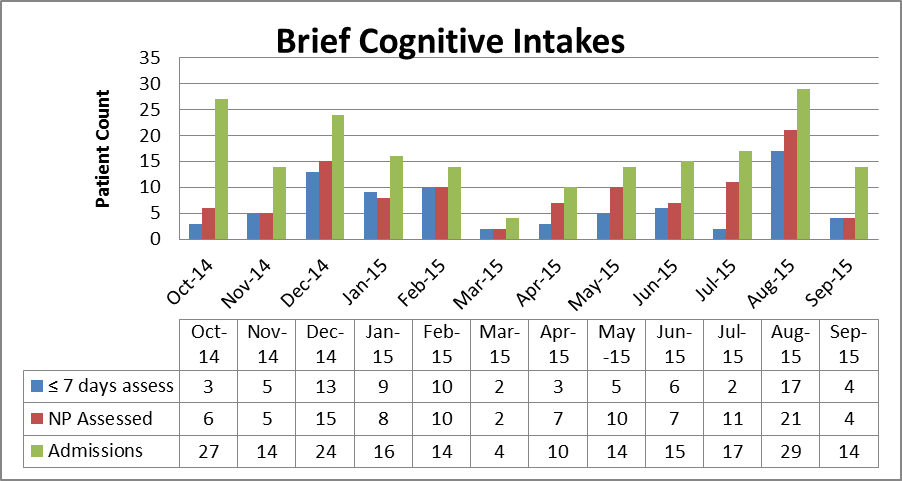 Brief Cognitive Intakes
35
30
25
20
15
10
5
0
Patient Count
Oct-14 Nov-14 Dec-14 Jan-15 Feb-15 Mar-15 Apr-15 May-15 Jun-15 Jul-15 Aug-15 Sep-15
Oct- Nov- Dec- Jan- Feb- Mar- Apr- May Jun- Jul- Aug- Sep-
14 14 14 15 15 15 15 -15 15 15 15 15
≤ 7 days assess 3 5 13 9 10 2 3 5 6 2 17 4
NP Assessed 6 5 15 8 10 2 7 10 7 11 21 4
Admissions 27 14 24 16 14 4 10 14 15 17 29 14